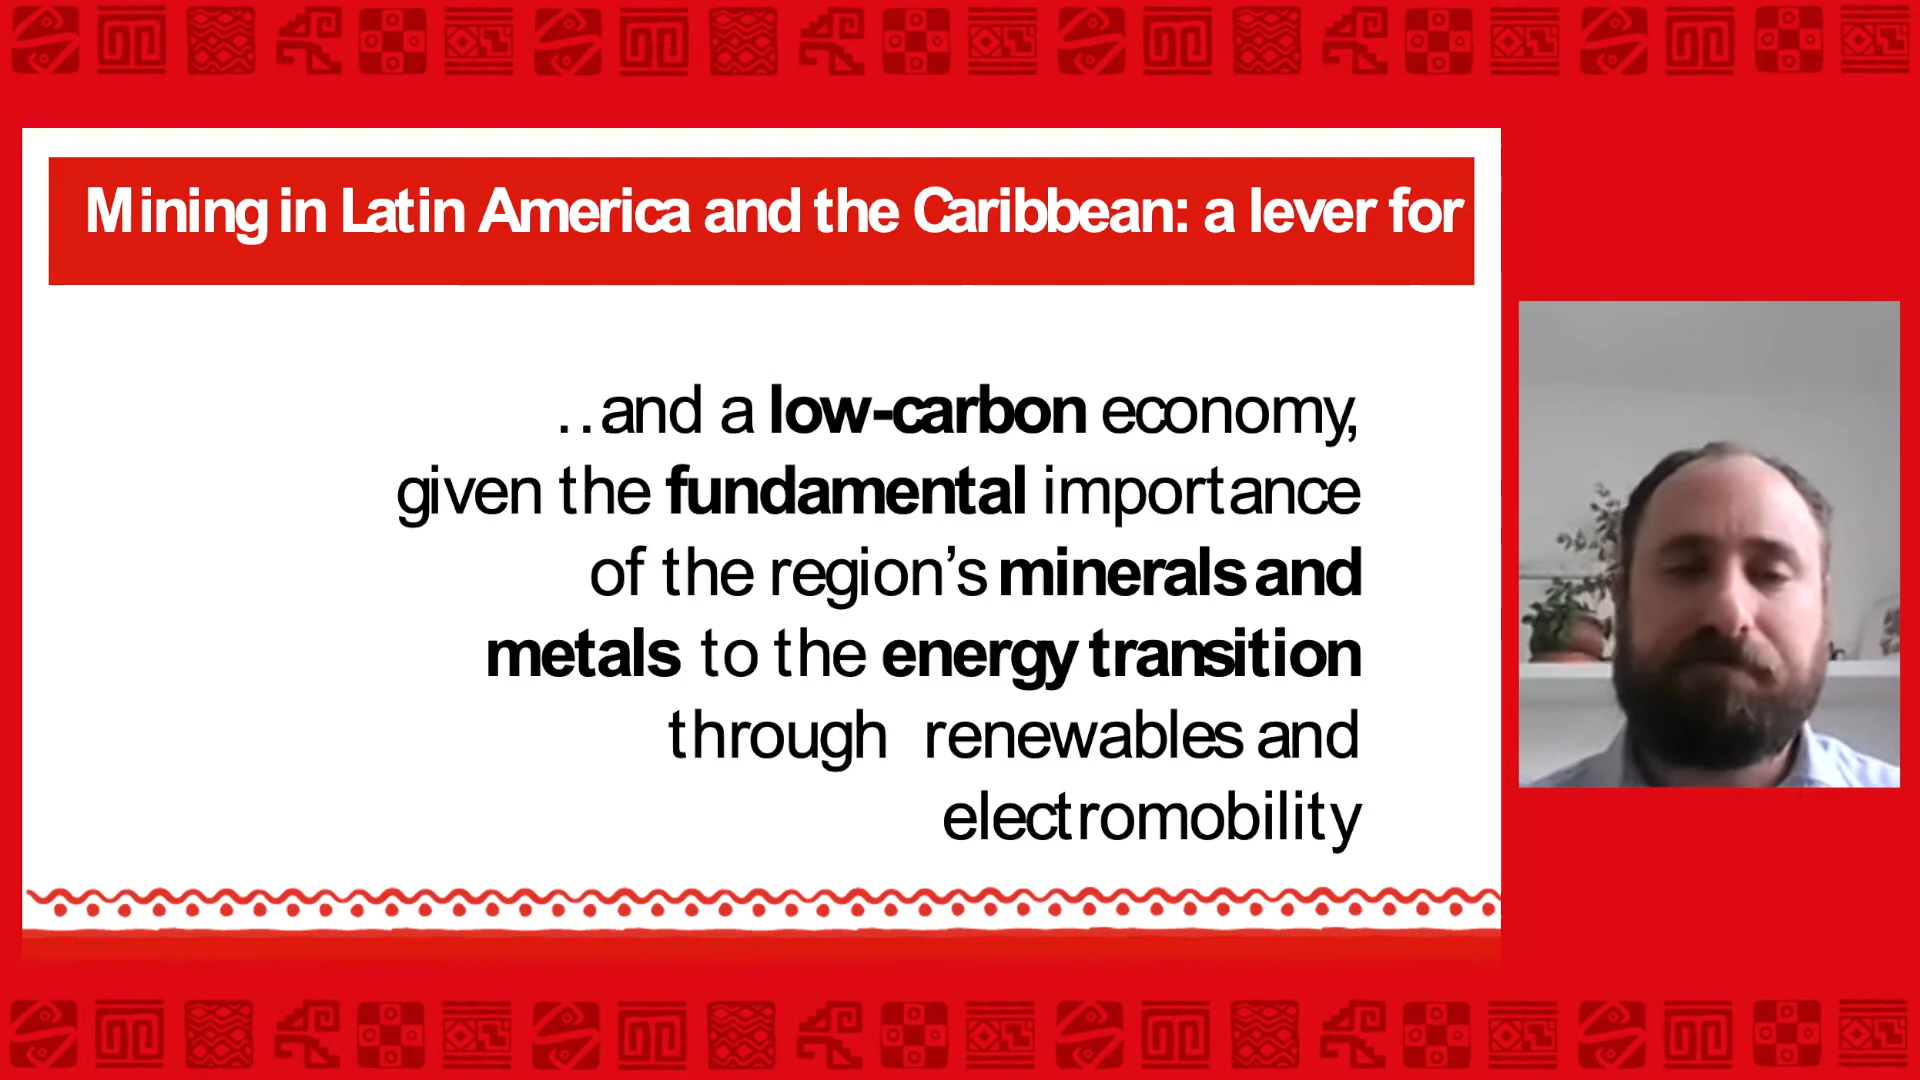 Mining in Latin America and the Caribbean: a lever for
…and a low-carbon economy,
given the fundamental importance
of the region’s minerals and
metals to the energy transition
through renewables and
electromobility